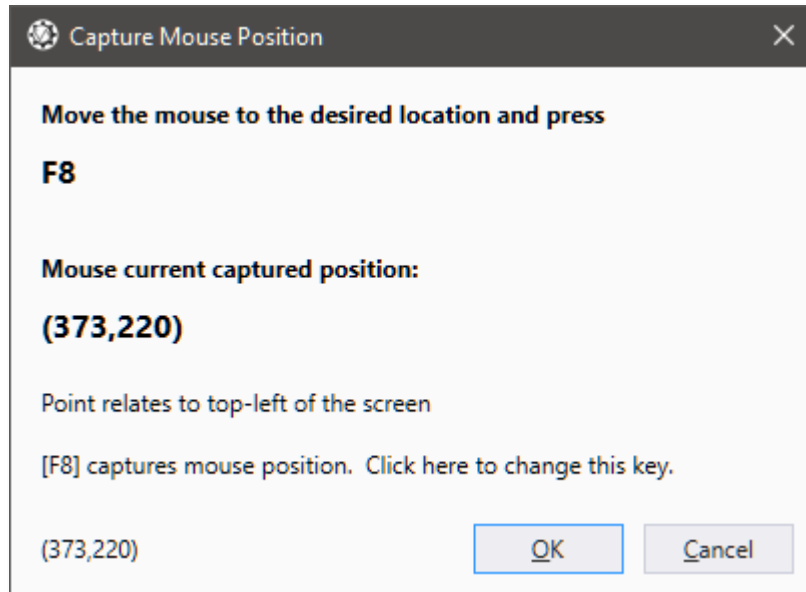 Capture Mouse Position
Move the mouse to the desired location and press
F8
Mouse current captured position:
(373,220)
Point relates to top-left of the screen
[F8] captures mouse position.  Click here to change this key.
(373,220)
OK
Cancel